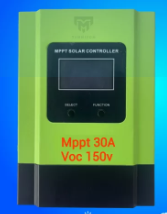 MPPT SOLAR CONTROLLER
SELECT
FUNCTION
Mppt 30A
Voc 150v